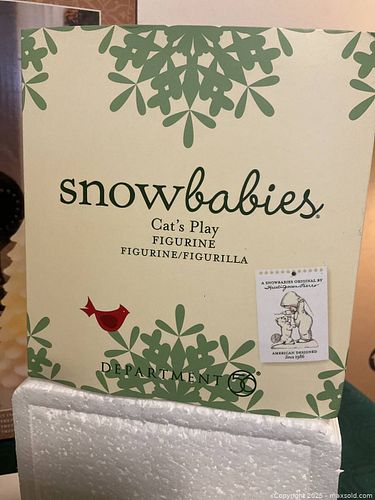 snowbabies®
Cat's Play
FIGURINE
FIGURINE/FIGURILLA
A SNOWBABIES ORIGINAL BY
AMERICAN DESIGNED
Since 1986
DEPARTMENT 56®
©Copyright 2025 - maxsold.com